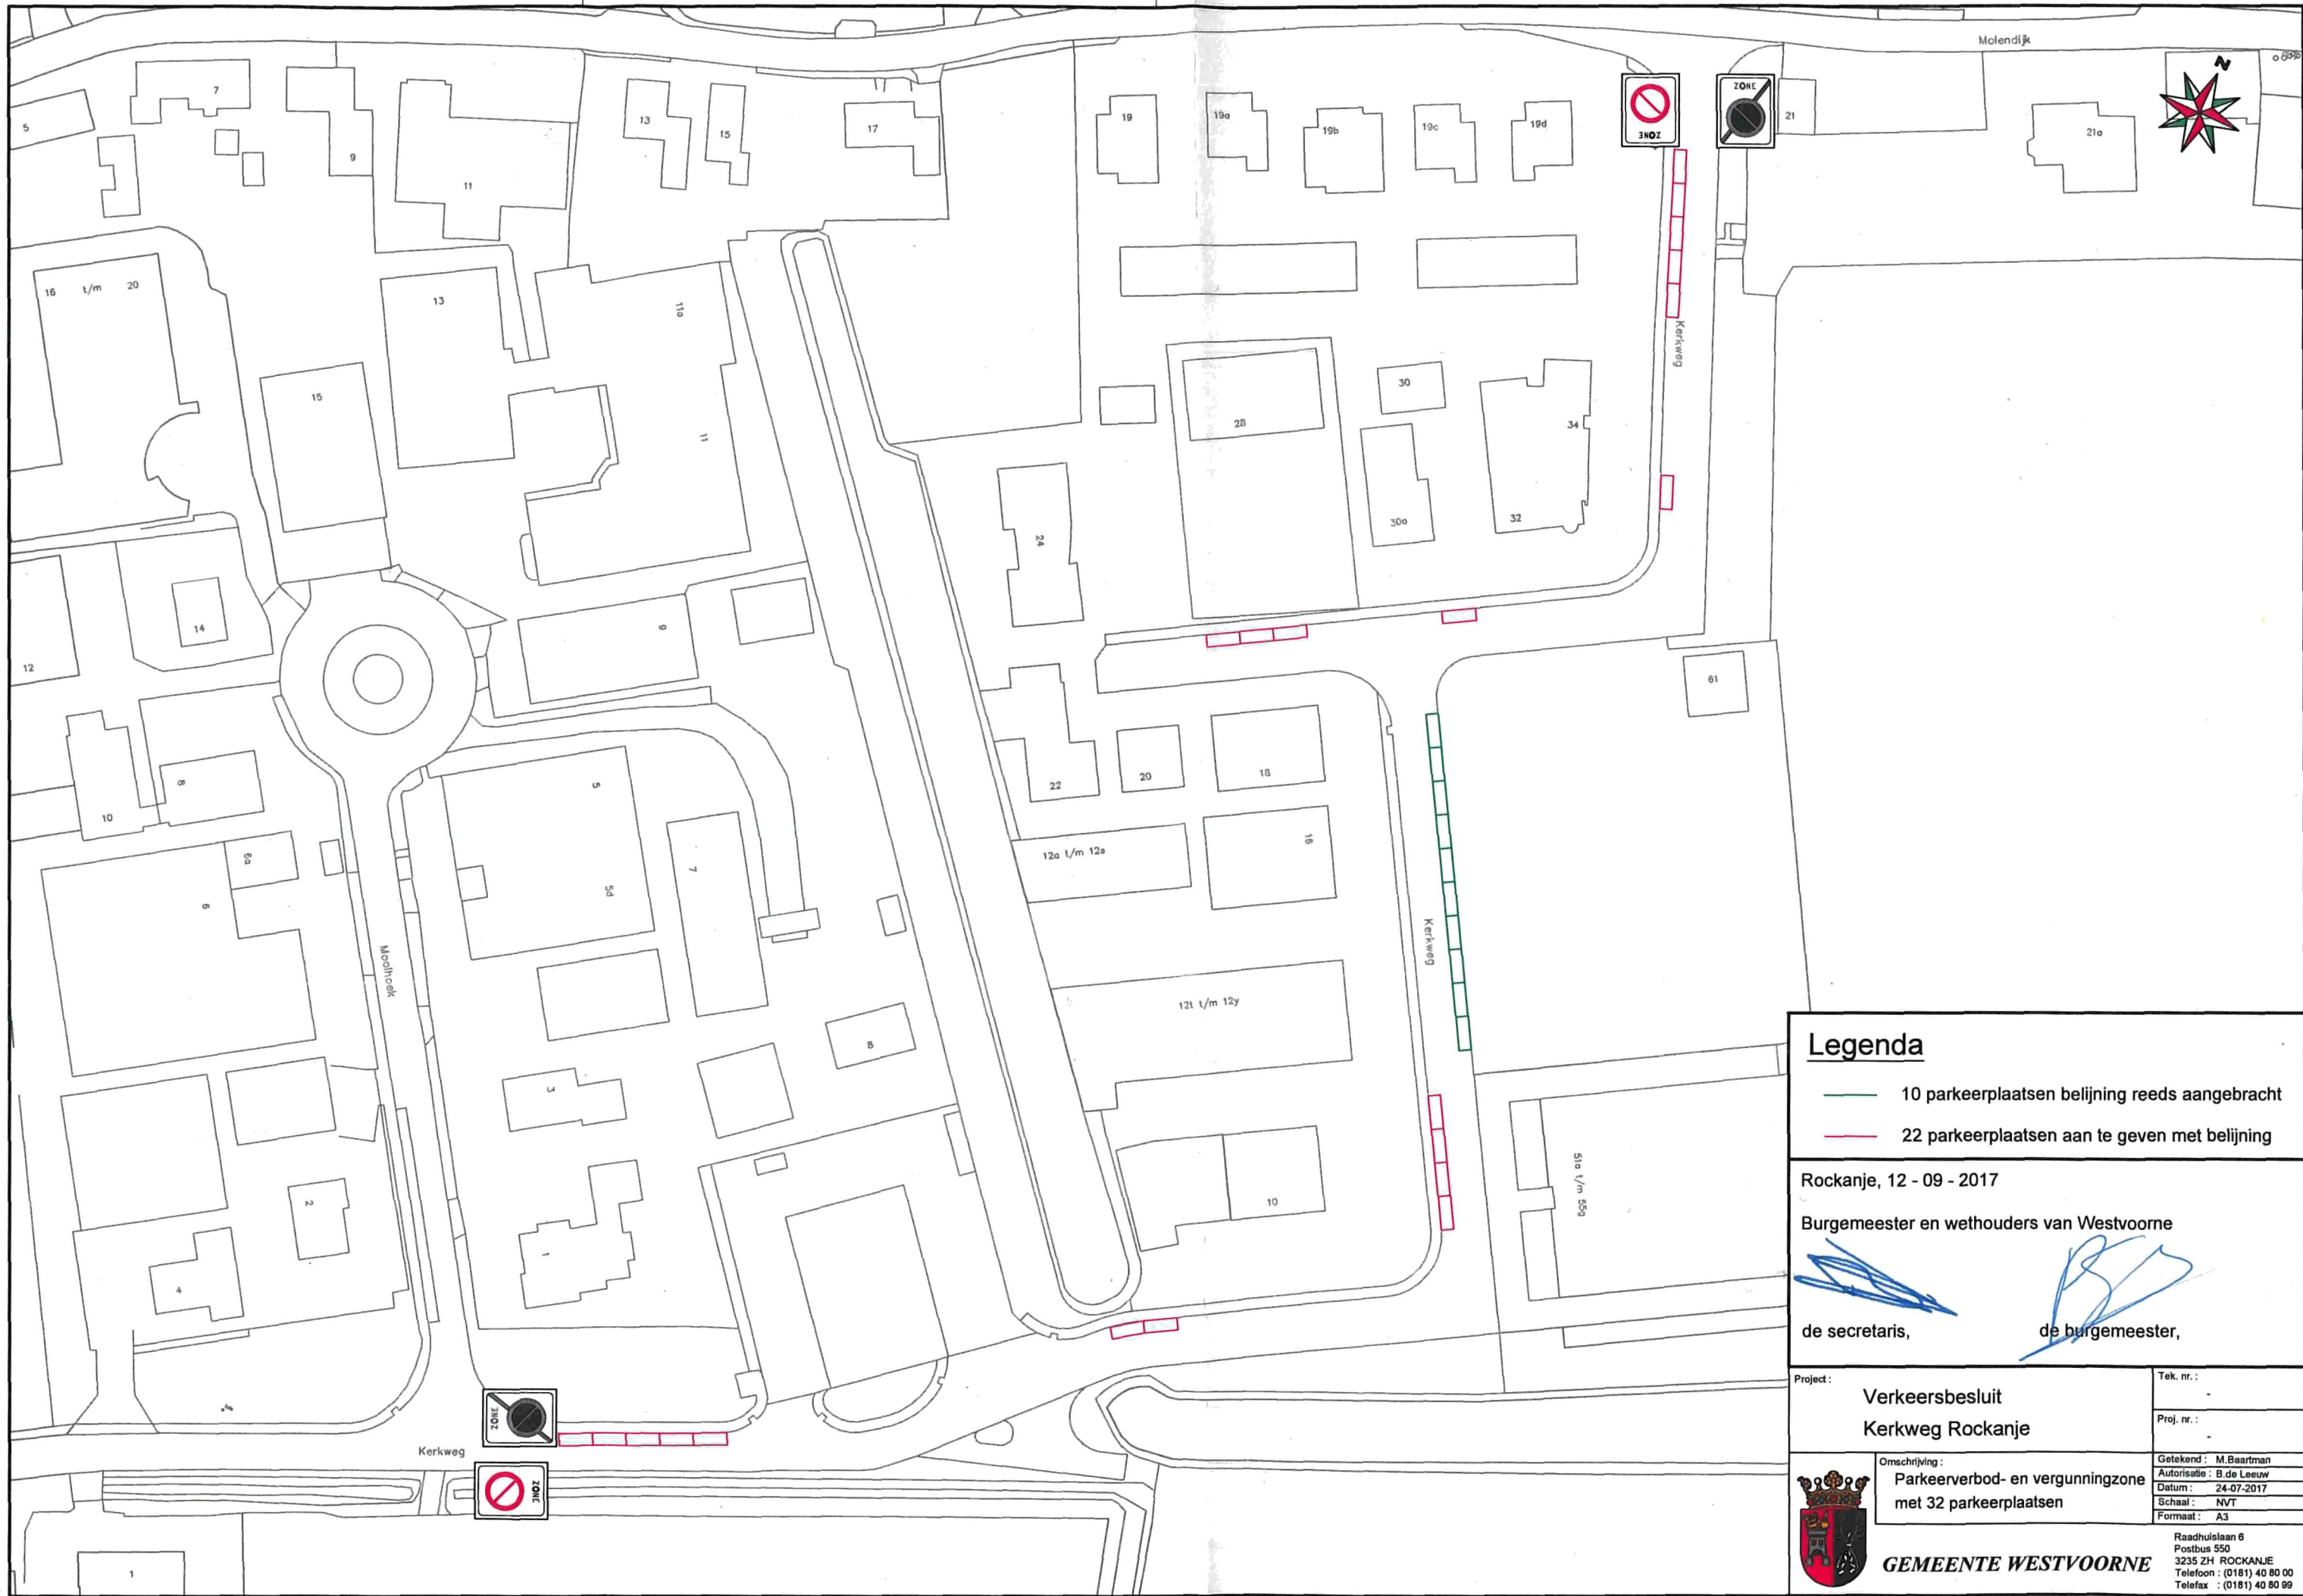 Molendijk
N
ZONE
ZONE
5
7
9
11
13
15
17
19
19a
19b
19c
19d
21
21a
16 t/m 20
13
11a
15
11
28
30
34
Kerkweg
24
30a
32
14
12
9
61
10
8
5
7
22
20
18
6a
6
5d
12a t/m 12s
16
Moolhoek
Kerkweg
12t t/m 12y
8
3
2
4
1
10
51a t/m 55g
ZONE
Kerkweg
ZONE
1
Legenda
10 parkeerplaatsen belijning reeds aangebracht
22 parkeerplaatsen aan te geven met belijning
Rockanje, 12 - 09 - 2017
Burgemeester en wethouders van Westvoorne
de secretaris,
de burgemeester,
Project :
Verkeersbesluit
Kerkweg Rockanje
Tek. nr. :
-
Proj. nr. :
-
Omschrijving :
Parkeerverbod- en vergunningzone
met 32 parkeerplaatsen
Getekend : M.Baartman
Autorisatie : B.de Leeuw
Datum : 24-07-2017
Schaal : NVT
Formaat : A3
GEMEENTE WESTVOORNE
Raadhuislaan 6
Postbus 550
3235 ZH ROCKANJE
Telefoon : (0181) 40 80 00
Telefax : (0181) 40 80 99